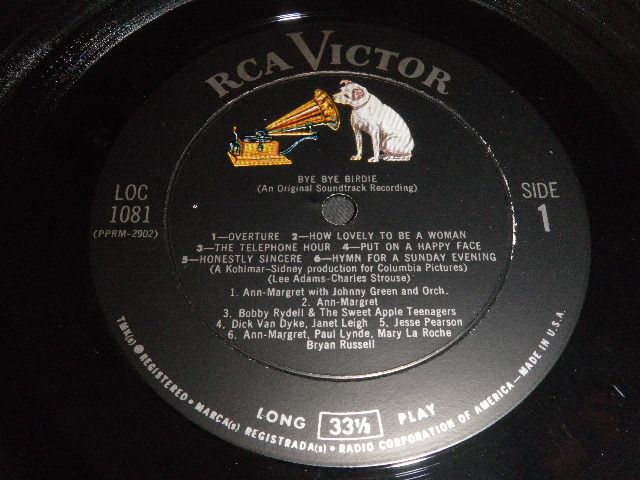 RCA VICTOR
BYE BYE BIRDIE
(An Original Soundtrack Recording)
LOC
1081
(PPRM-2902)
SIDE
1
1—OVERTURE 2—HOW LOVELY TO BE A WOMAN
3—THE TELEPHONE HOUR 4—PUT ON A HAPPY FACE
5—HONESTLY SINCERE 6—HYMN FOR A SUNDAY EVENING
(A Kohlmar-Sidney production for Columbia Pictures)
(Lee Adams-Charles Strouse)
1. Ann-Margret with Johnny Green and Orch.
2. Ann-Margret
3. Bobby Rydell & The Sweet Apple Teenagers
4. Dick Van Dyke, Janet Leigh 5. Jesse Pearson
6. Ann-Margret, Paul Lynde, Mary La Roche
Bryan Russell
LONG 33⅓ PLAY
TMK(s) ® REGISTERED • MARCA(s) REGISTRADA(s) • RADIO CORPORATION OF AMERICA—MADE IN U.S.A.